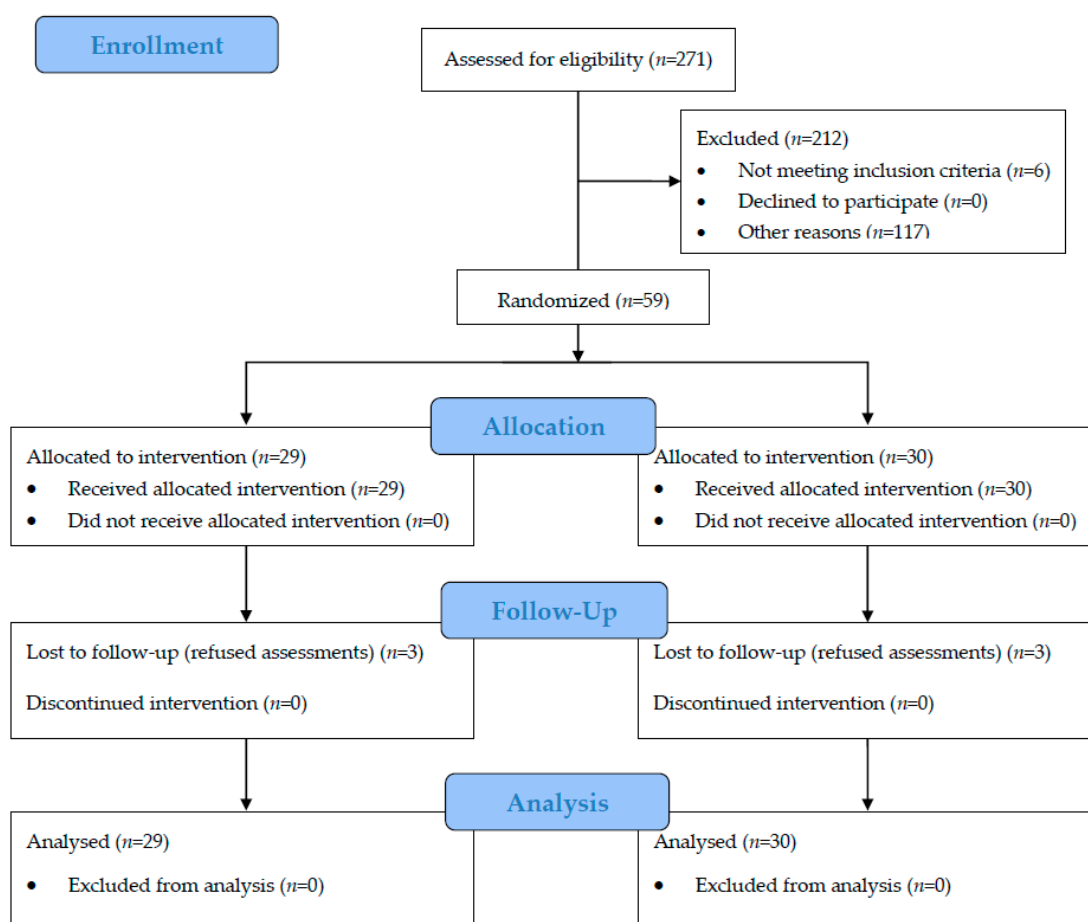 Enrollment
Assessed for eligibility (n=271)
Excluded (n=212)
• Not meeting inclusion criteria (n=6)
• Declined to participate (n=0)
• Other reasons (n=117)
Randomized (n=59)
Allocation
Allocated to intervention (n=29)
• Received allocated intervention (n=29)
• Did not receive allocated intervention (n=0)
Allocated to intervention (n=30)
• Received allocated intervention (n=30)
• Did not receive allocated intervention (n=0)
Follow-Up
Lost to follow-up (refused assessments) (n=3)
Discontinued intervention (n=0)
Lost to follow-up (refused assessments) (n=3)
Discontinued intervention (n=0)
Analysis
Analysed (n=29)
• Excluded from analysis (n=0)
Analysed (n=30)
• Excluded from analysis (n=0)